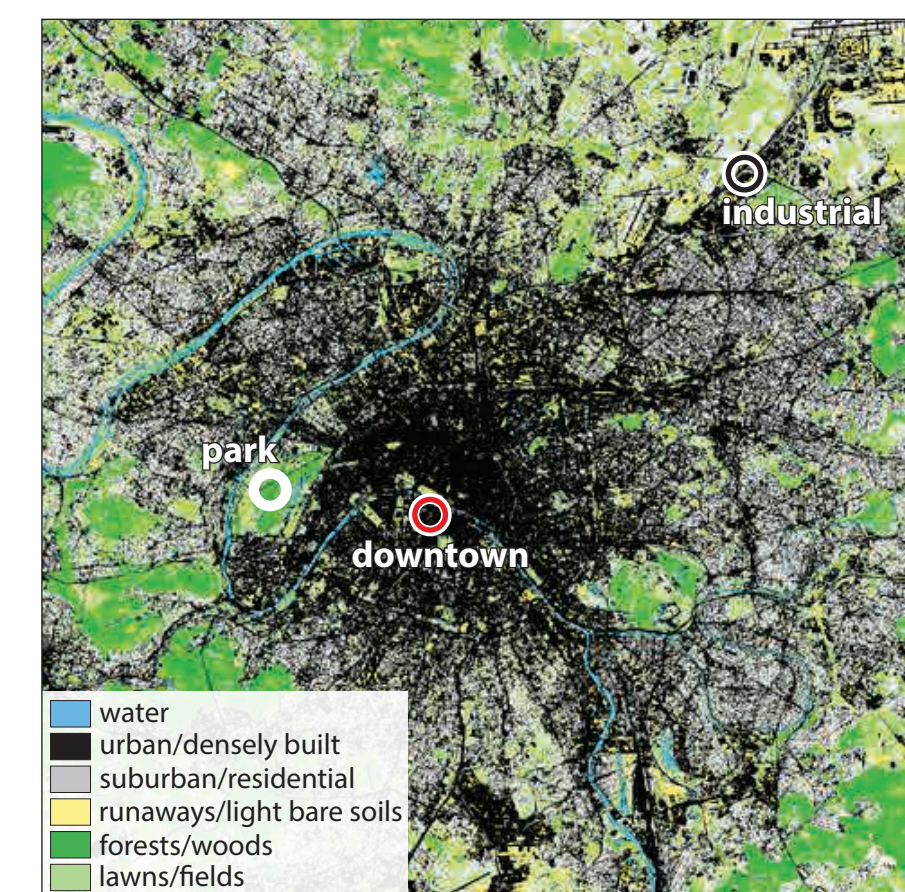 industrial
park
downtown
water
urban/densely built
suburban/residential
runaways/light bare soils
forests/woods
lawns/fields